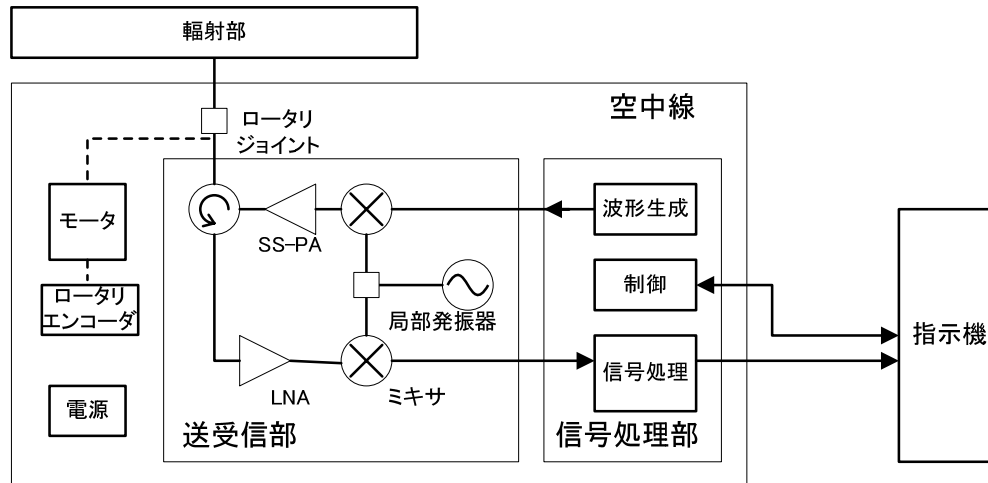 輻射部
空中線
ロータリ
ジョイント
モータ
SS-PA
波形生成
ロータリ
エンコーダ
局部発振器
制御
指示機
電源
LNA
ミキサ
信号処理
送受信部
信号処理部